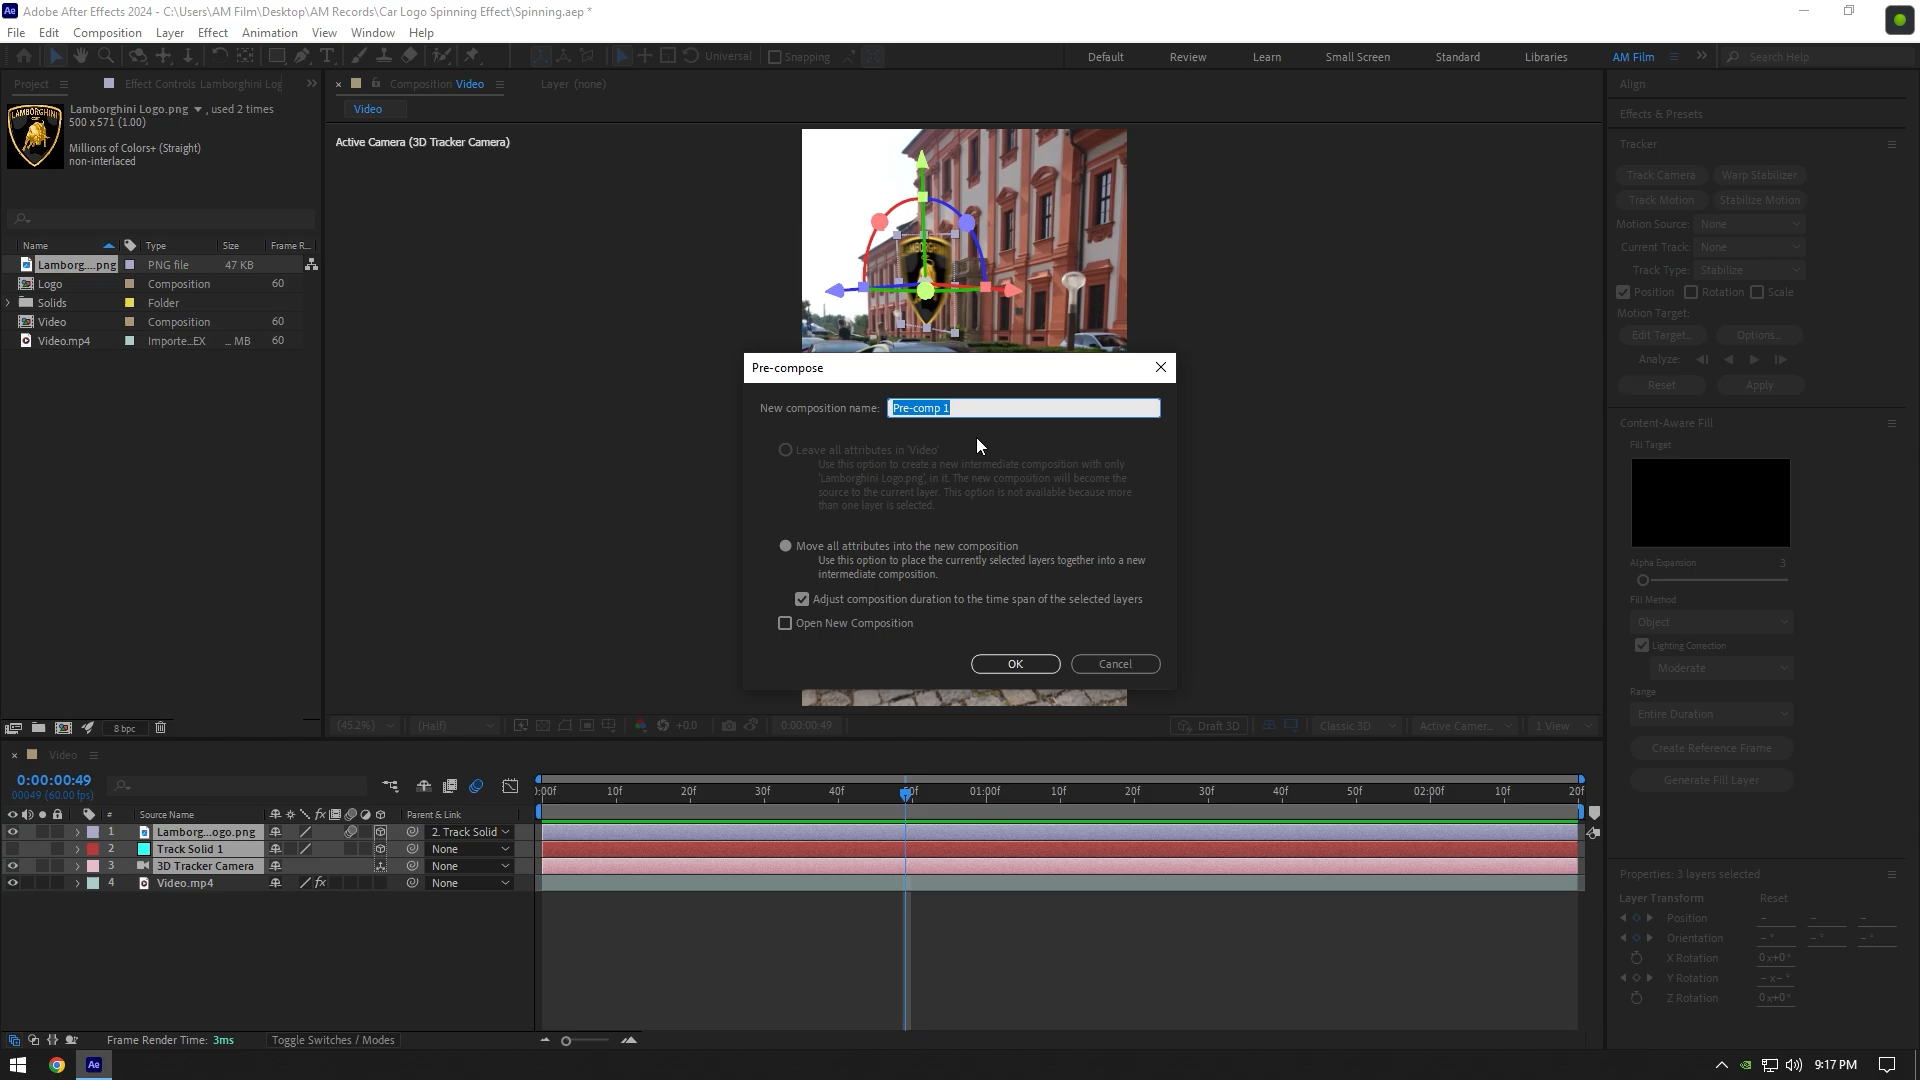 Adobe After Effects 2024 - C:\Users\AM Film\Desktop\AM Records\Car Logo Spinning Effect\Spinning.aep *
File Edit Composition Layer Effect Animation View Window Help
Universal Snapping Default Review Learn Small Screen Standard Libraries AM Film Search Help
Project Effect Controls Lamborghini Log Composition Video Layer (none) Align
Video
Lamborghini Logo.png , used 2 times
500 x 571 (1.00)
Millions of Colors+ (Straight)
non-interlaced
Active Camera (3D Tracker Camera)
Name Type Size Frame R...
Lamborg....png PNG file 47 KB
Logo Composition 60
Solids Folder
Video Composition 60
Video.mp4 Importe...EX ... MB 60
8 bpc
Pre-compose
New composition name: Pre-comp 1
Leave all attributes in 'Video'
Use this option to create a new intermediate composition with only
'Lamborghini Logo.png', in it. The new composition will become the
source to the current layer. This option is not available because more
than one layer is selected.
Move all attributes into the new composition
Use this option to place the currently selected layers together into a new
intermediate composition.
Adjust composition duration to the time span of the selected layers
Open New Composition
OK Cancel
(45.2%) (Half) +0.0 0:00:00:49 Draft 3D Classic 3D Active Camer... 1 View
Effects & Presets
Tracker
Track Camera Warp Stabilizer
Track Motion Stabilize Motion
Motion Source: None
Current Track: None
Track Type: Stabilize
Position Rotation Scale
Motion Target:
Edit Target... Options...
Analyze:
Reset Apply
Content-Aware Fill
Fill Target
Alpha Expansion 3
Fill Method
Object
Lighting Correction
Moderate
Range
Entire Duration
Create Reference Frame
Generate Fill Layer
Properties: 3 layers selected
Layer Transform Reset
Position - - -
Orientation - ° - ° - °
X Rotation 0x+0°
Y Rotation -x-°
Z Rotation 0x+0°
Video
0:00:00:49
00049 (60.00 fps)
# Source Name fx Parent & Link
1 Lamborg...ogo.png 2. Track Solid
2 Track Solid 1 None
3 3D Tracker Camera None
4 Video.mp4 fx None
):00f 10f 20f 30f 40f 50f 01:00f 10f 20f 30f 40f 50f 02:00f 10f 20f
Frame Render Time: 3ms Toggle Switches / Modes
Ae 9:17 PM